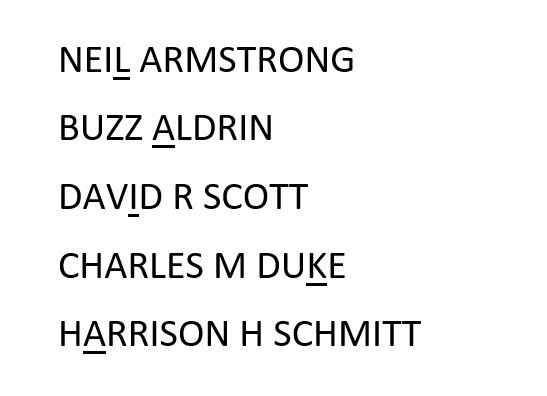 NEIL ARMSTRONG
BUZZ ALDRIN
DAVID R SCOTT
CHARLES M DUKE
HARRISON H SCHMITT